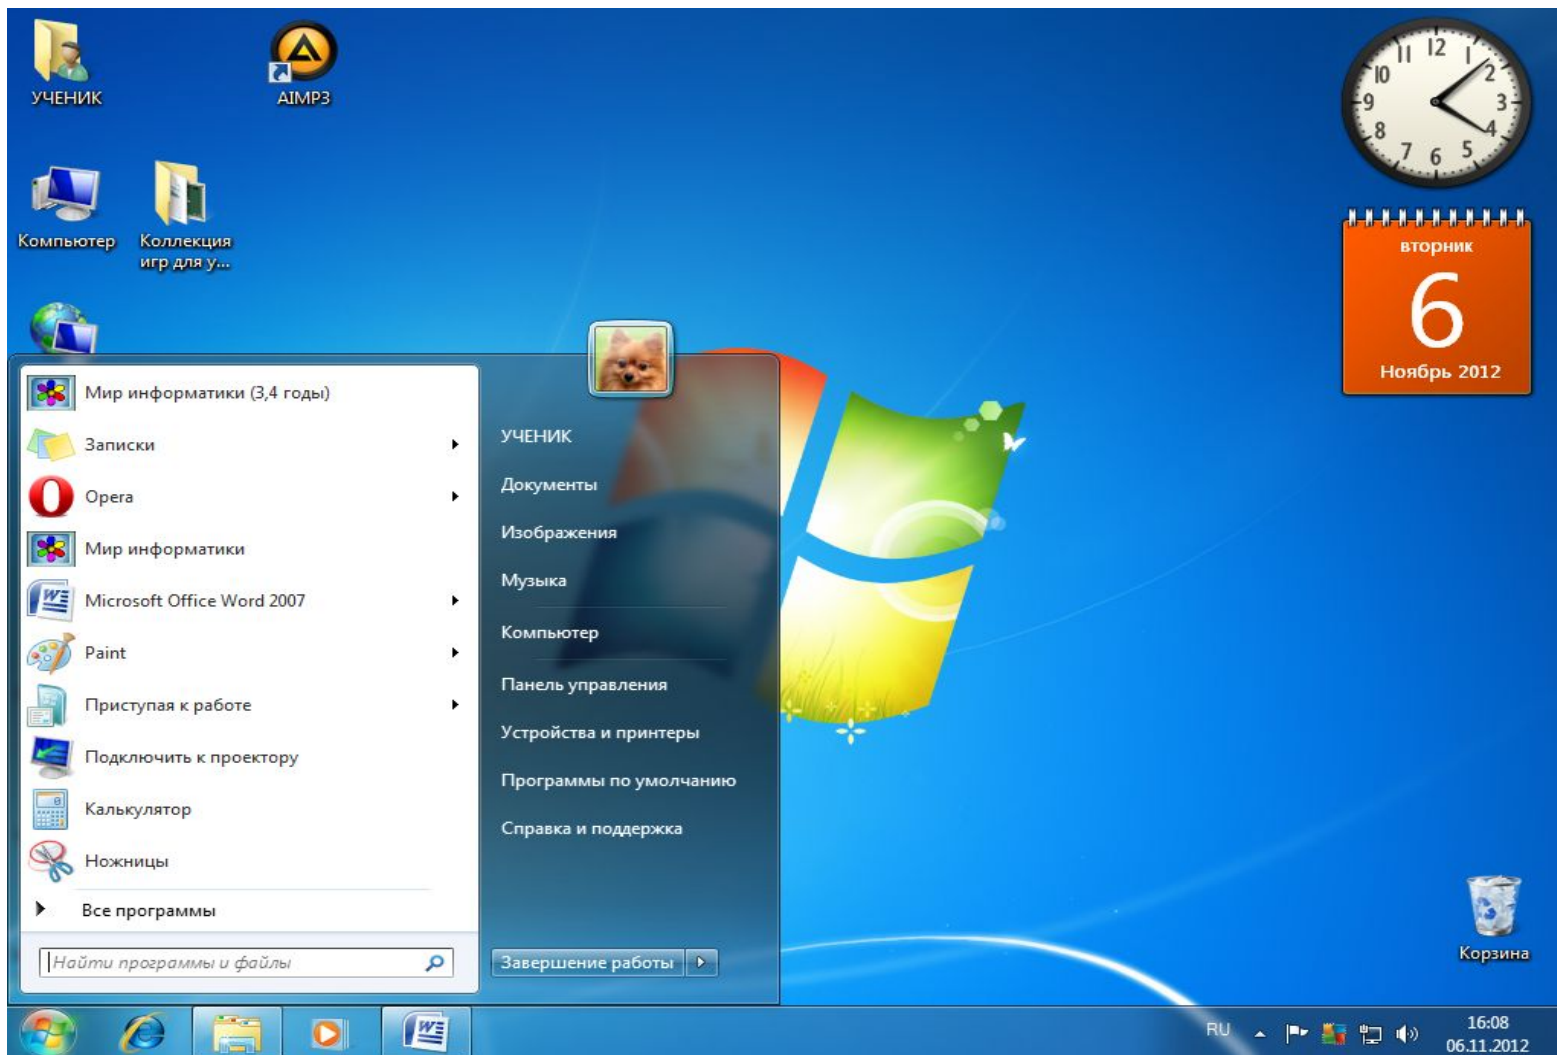 УЧЕНИК
AIMP3
Компьютер
Коллекция
игр для у...
12
1
2
3
4
5
6
7
8
9
10
11
вторник
6
Ноябрь 2012
Мир информатики (3,4 годы)
Записки
Opera
Мир информатики
Microsoft Office Word 2007
Paint
Приступая к работе
Подключить к проектору
Калькулятор
Ножницы
Все программы
Найти программы и файлы
УЧЕНИК
Документы
Изображения
Музыка
Компьютер
Панель управления
Устройства и принтеры
Программы по умолчанию
Справка и поддержка
Завершение работы
Корзина
RU
16:08
06.11.2012